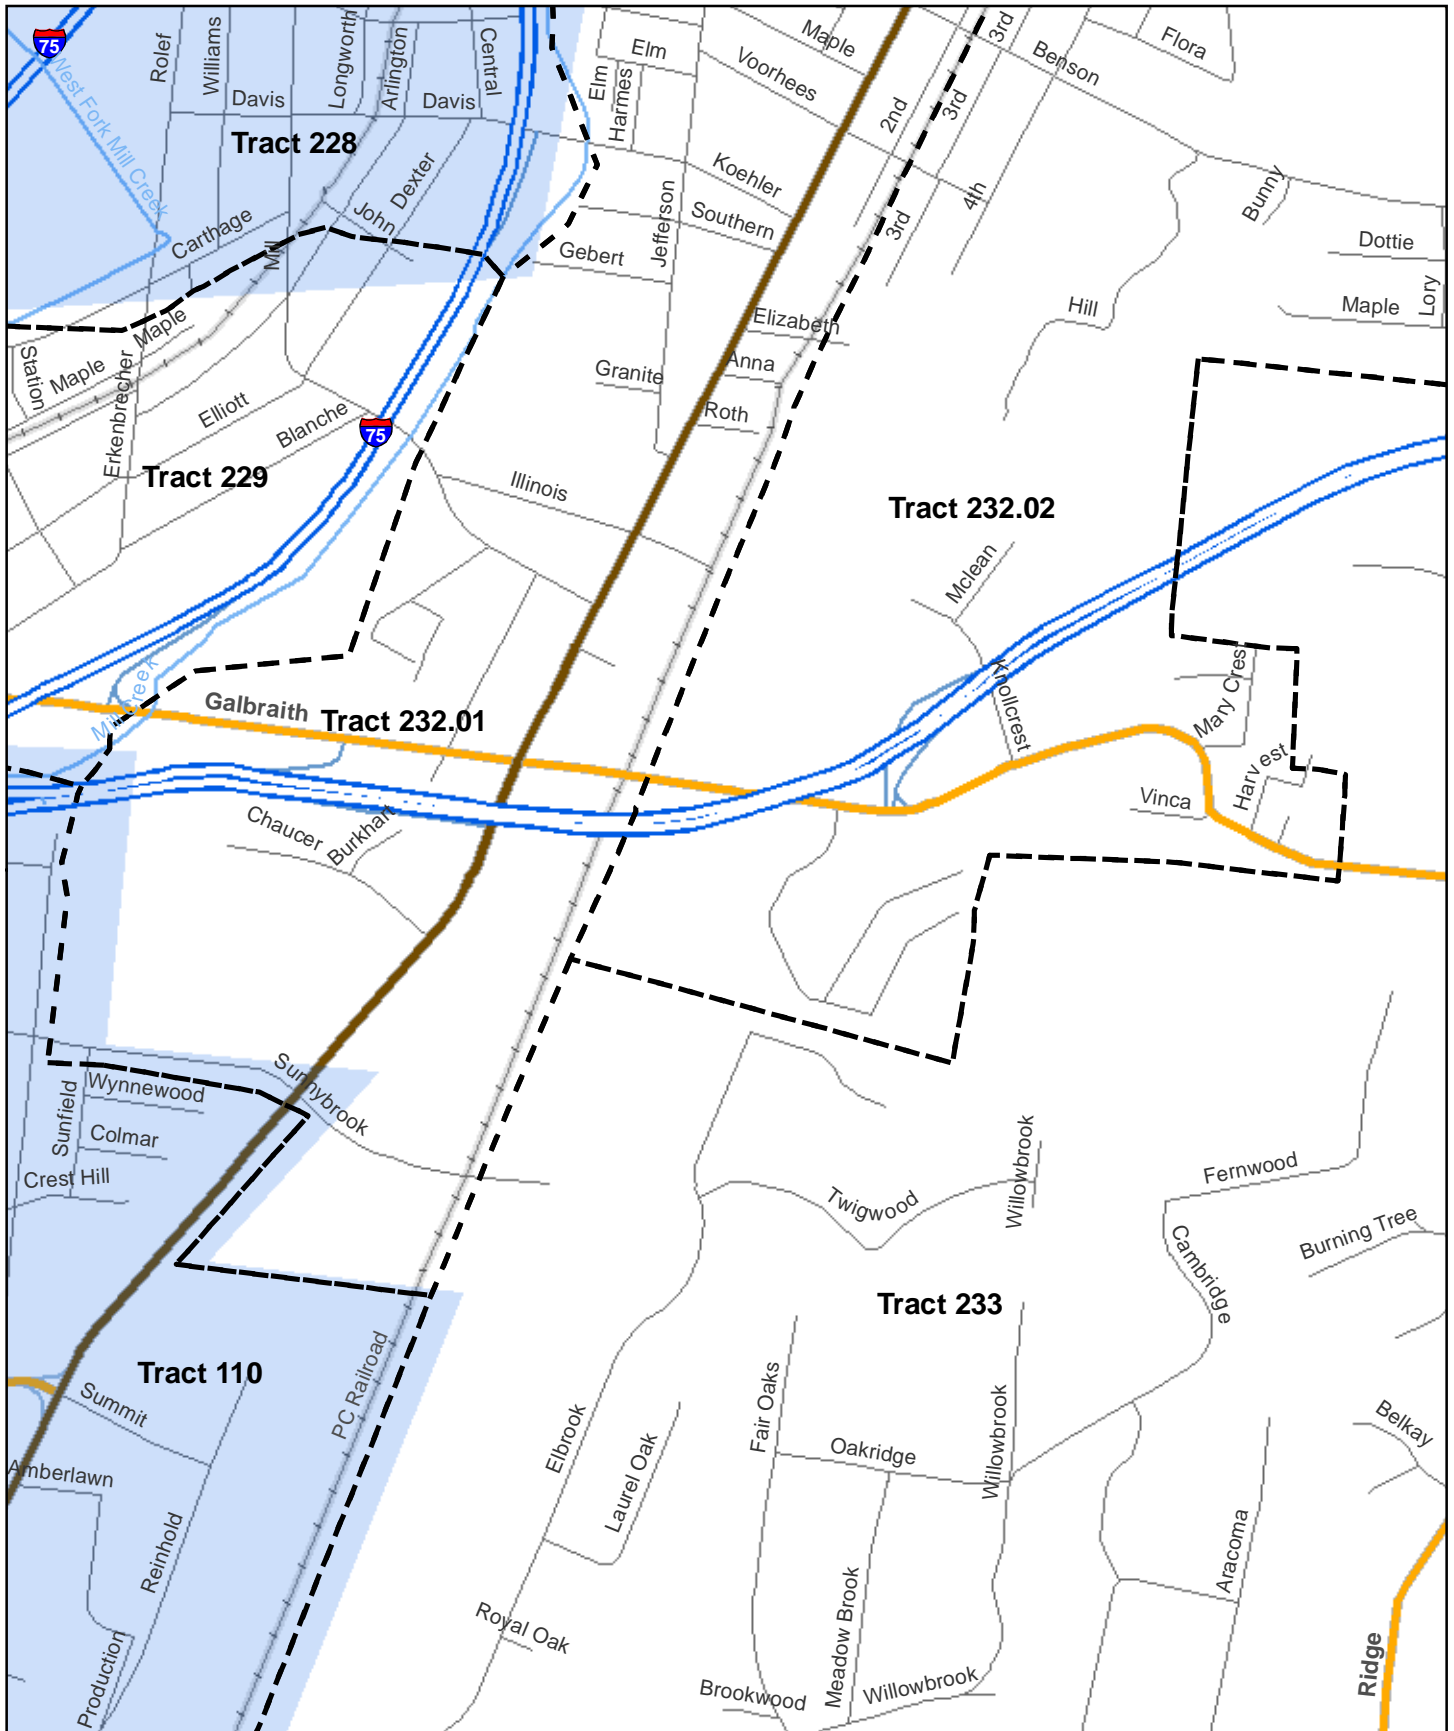 75
West Fork Mill Creek
Rolef
Williams
Longworth
Arlington
Central
Davis
Davis
Tract 228
Dexter
John
Carthage
Mill
Elm
Elm
Harmes
Maple
Voorhees
2nd
3rd
3rd
3rd
4th
Benson
Flora
Koehler
Southern
Jefferson
Gebert
Bunny
Dottie
Lory
Maple
Hill
Elizabeth
Anna
Granite
Roth
Station
Maple
Maple
Erkenbrecher
Elliott
Blanche
75
Tract 229
Illinois
Tract 232.02
Mclean
Knollcrest
Mary Crest
Harvest
Vinca
Mill Creek
Galbraith
Tract 232.01
Chaucer
Burkhart
Sunnybrook
Wynnewood
Sunfield
Colmar
Crest Hill
Willowbrook
Twigwood
Fernwood
Burning Tree
Cambridge
Tract 233
Tract 110
PC Railroad
Summit
Amberlawn
Reinhold
Production
Elbrook
Laurel Oak
Fair Oaks
Oakridge
Willowbrook
Belkay
Aracoma
Royal Oak
Meadow Brook
Brookwood
Willowbrook
Ridge